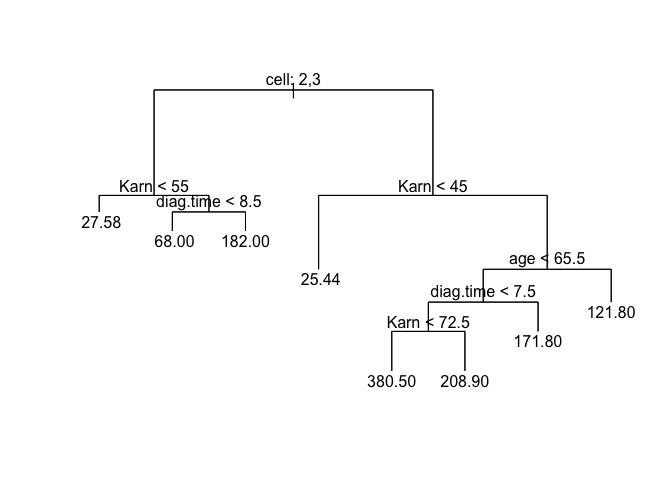 cell: 2,3
Karn < 55
Karn < 45
diag.time < 8.5
27.58
68.00
182.00
age < 65.5
25.44
diag.time < 7.5
121.80
Karn < 72.5
171.80
380.50
208.90